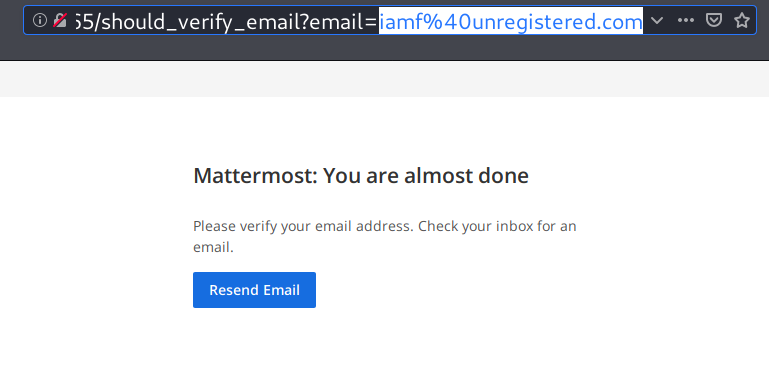 55/should_verify_email?email=iamf%40unregistered.com
Mattermost: You are almost done
Please verify your email address. Check your inbox for an
email.
Resend Email